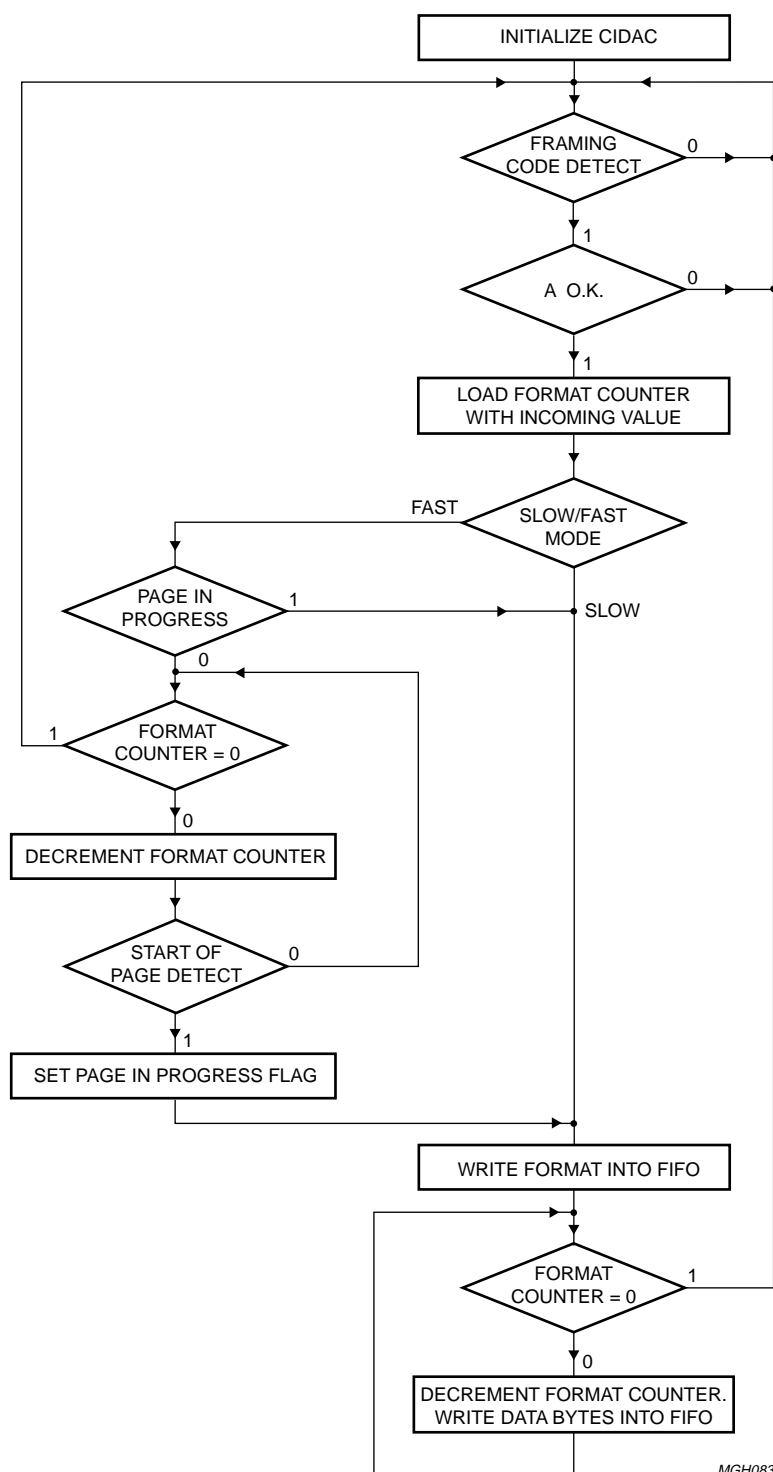 INITIALIZE CIDAC
FRAMING
CODE DETECT
0
1
A O.K.
0
1
LOAD FORMAT COUNTER
WITH INCOMING VALUE
FAST
SLOW/FAST
MODE
PAGE IN
PROGRESS
1
SLOW
0
1
FORMAT
COUNTER = 0
0
DECREMENT FORMAT COUNTER
START OF
PAGE DETECT
0
1
SET PAGE IN PROGRESS FLAG
WRITE FORMAT INTO FIFO
FORMAT
COUNTER = 0
1
0
DECREMENT FORMAT COUNTER.
WRITE DATA BYTES INTO FIFO
MGH083